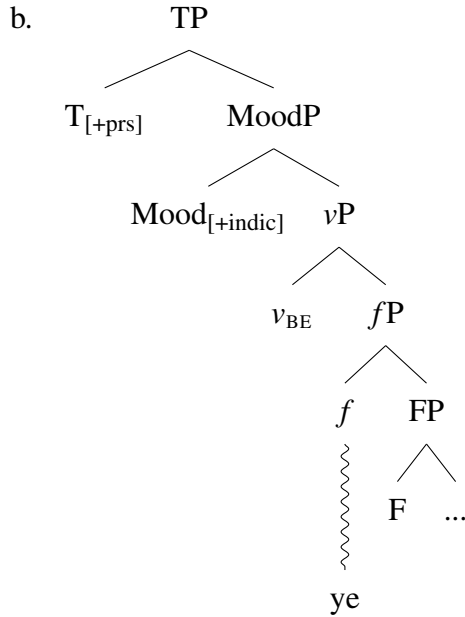 b. TP
T[+prs] MoodP
Mood[+indic] vP
vBE fP
f FP
F ...
ye